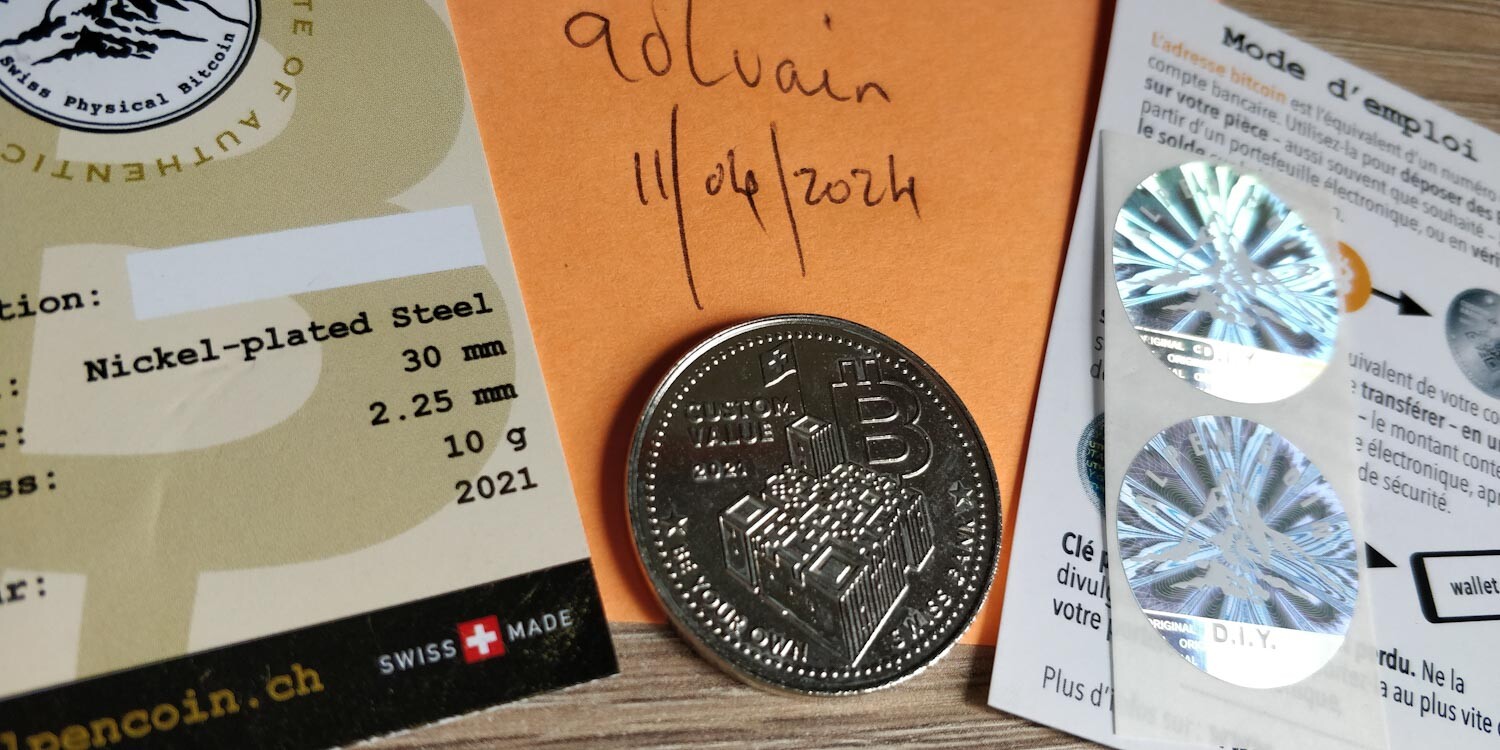 Swiss Physical Bitcoin
TE OF AUTHENTIC
tion:
Nickel-plated Steel
30 mm
2.25 mm
10 g
2021
SWISS MADE
lpencoin.ch
11/04/2024
CUSTOM
VALUE
2021
B
BE YOUR OWN
BADASS BANK
Mode d'emploi
L'adresse bitcoin est l'équivalent d'un numéro
compte bancaire. Utilisez-la pour déposer des
sur votre pièce – aussi souvent que souhaité –
partir d'un portefeuille électronique, ou en véri
le solde
ORIGINAL
D.I.Y.
uivalent de votre co
transférer – en u
– le montant conte
électronique, ap
de sécurité.
Clé p
divulg
votre
wallet
perdu. Ne la
a au plus vite
Plus d'i